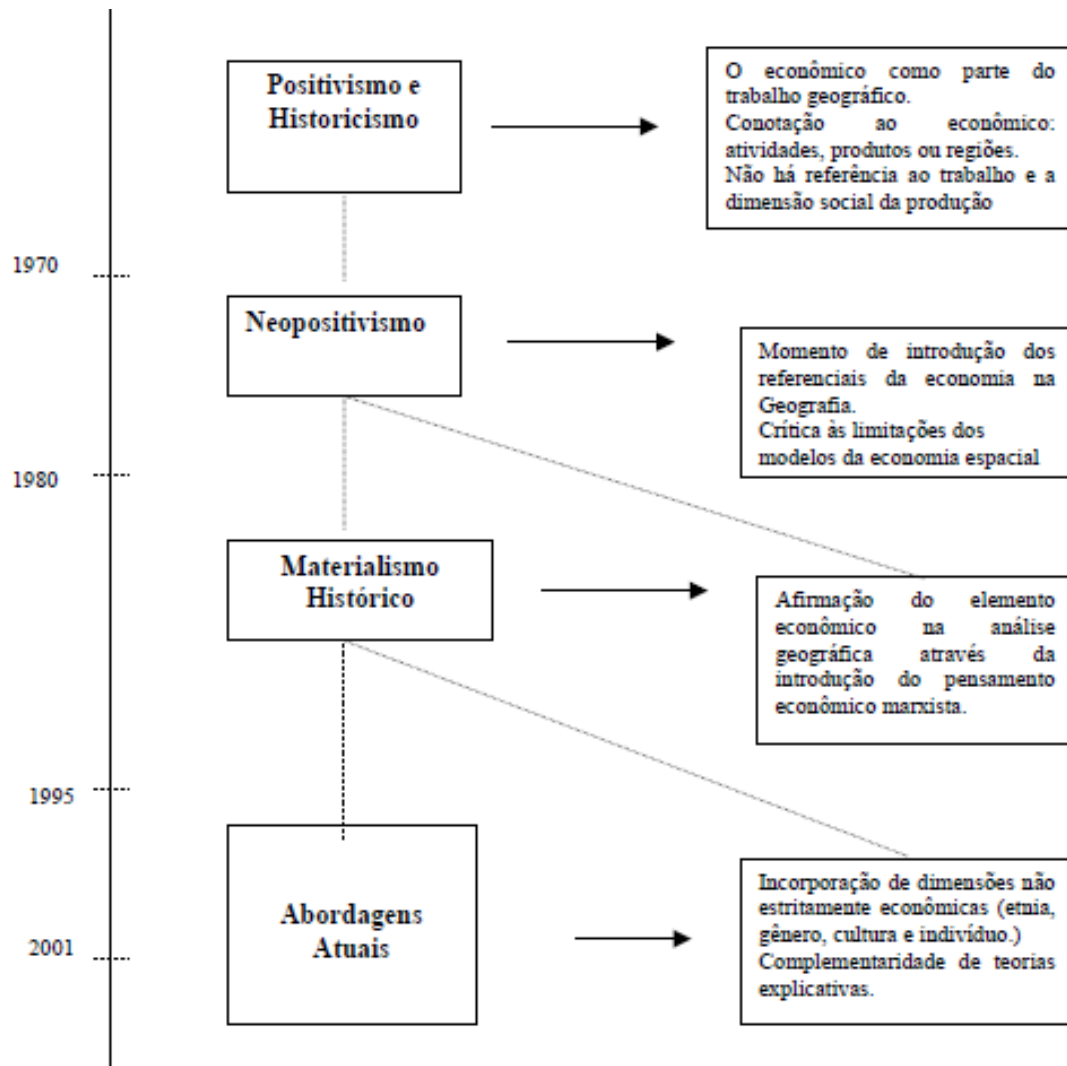 Positivismo e
Historicismo
O econômico como parte do
trabalho geográfico.
Conotação ao econômico:
atividades, produtos ou regiões.
Não há referência ao trabalho e a
dimensão social da produção
1970
Neopositivismo
Momento de introdução dos
referenciais da economia na
Geografia.
Crítica às limitações dos
modelos da economia espacial
1980
Materialismo
Histórico
Afirmação do elemento
econômico na análise
geográfica através da
introdução do pensamento
econômico marxista.
1995
Abordagens
Atuais
Incorporação de dimensões não
estritamente econômicas (etnia,
gênero, cultura e indivíduo.)
Complementaridade de teorias
explicativas.
2001